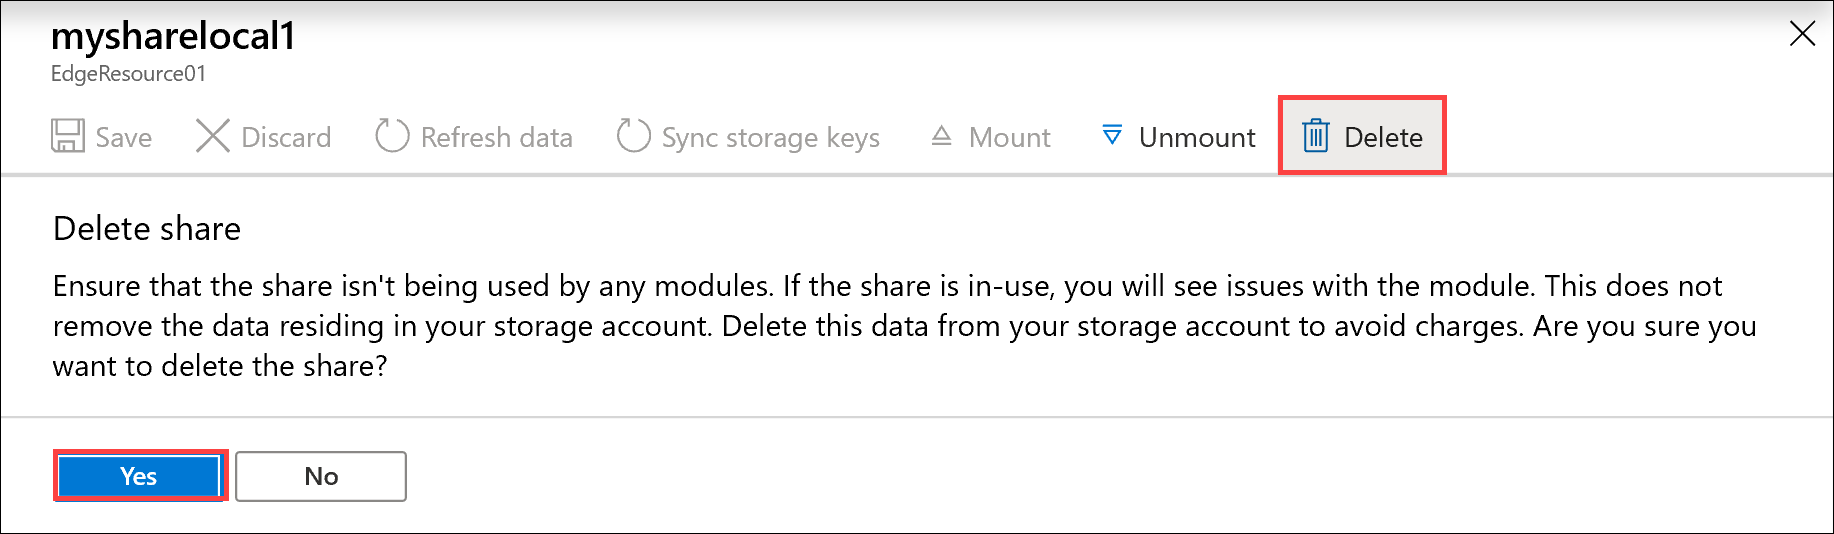 mysharelocal1
EdgeResource01
Save Discard Refresh data Sync storage keys Mount Unmount Delete
Delete share
Ensure that the share isn't being used by any modules. If the share is in-use, you will see issues with the module. This does not
remove the data residing in your storage account. Delete this data from your storage account to avoid charges. Are you sure you
want to delete the share?
Yes No